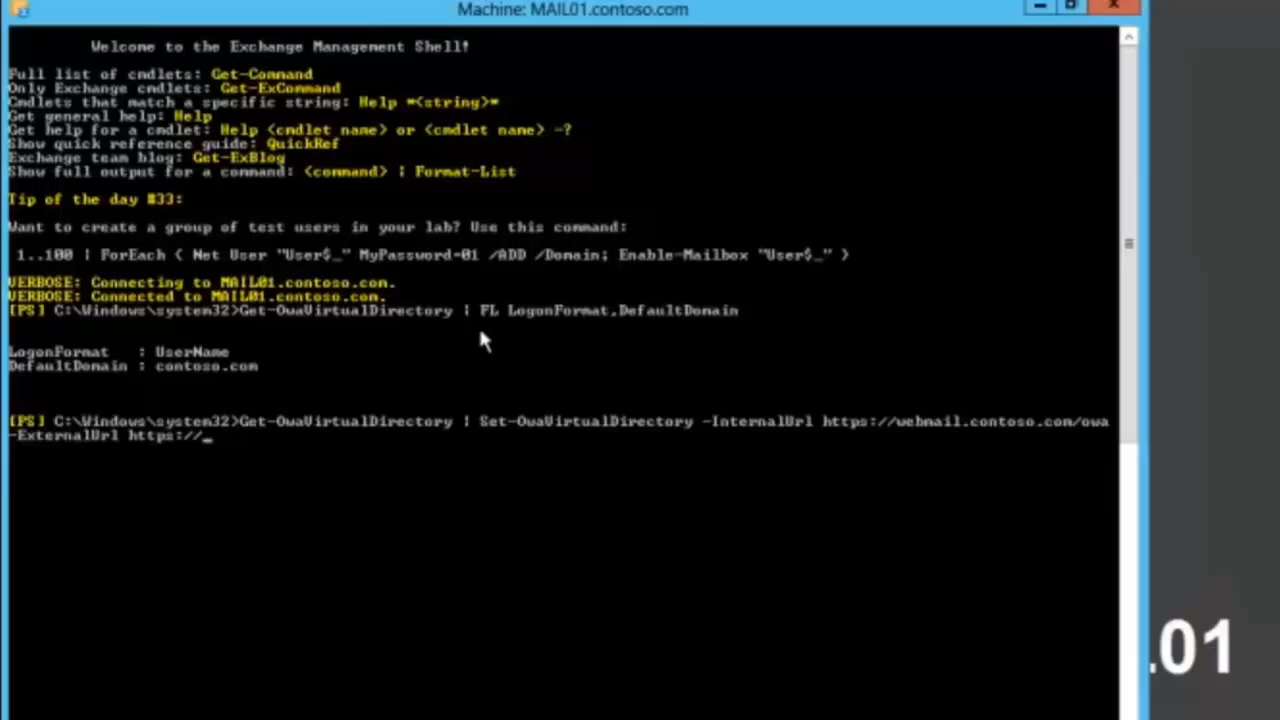 Machine: MAIL01.contoso.com
Welcome to the Exchange Management Shell!
Full list of cmdlets: Get-Command
Only Exchange cmdlets: Get-ExCommand
Cmdlets that match a specific string: Help *<string>*
Get general help: Help
Get help for a cmdlet: Help <cmdlet name> or <cmdlet name> -?
Show quick reference guide: QuickRef
Exchange team blog: Get-ExBlog
Show full output for a command: <command> | Format-List
Tip of the day #33:
Want to create a group of test users in your lab? Use this command:
1..100 | ForEach { Net User "User$_" MyPassword=01 /ADD /Domain; Enable-Mailbox "User$_" }
VERBOSE: Connecting to MAIL01.contoso.com.
VERBOSE: Connected to MAIL01.contoso.com.
[PS] C:\Windows\system32>Get-OwaVirtualDirectory | FL LogonFormat,DefaultDomain
LogonFormat : UserName
DefaultDomain : contoso.com
[PS] C:\Windows\system32>Get-OwaVirtualDirectory | Set-OwaVirtualDirectory -InternalUrl https://webmail.contoso.com/owa
-ExternalUrl https://_
L01